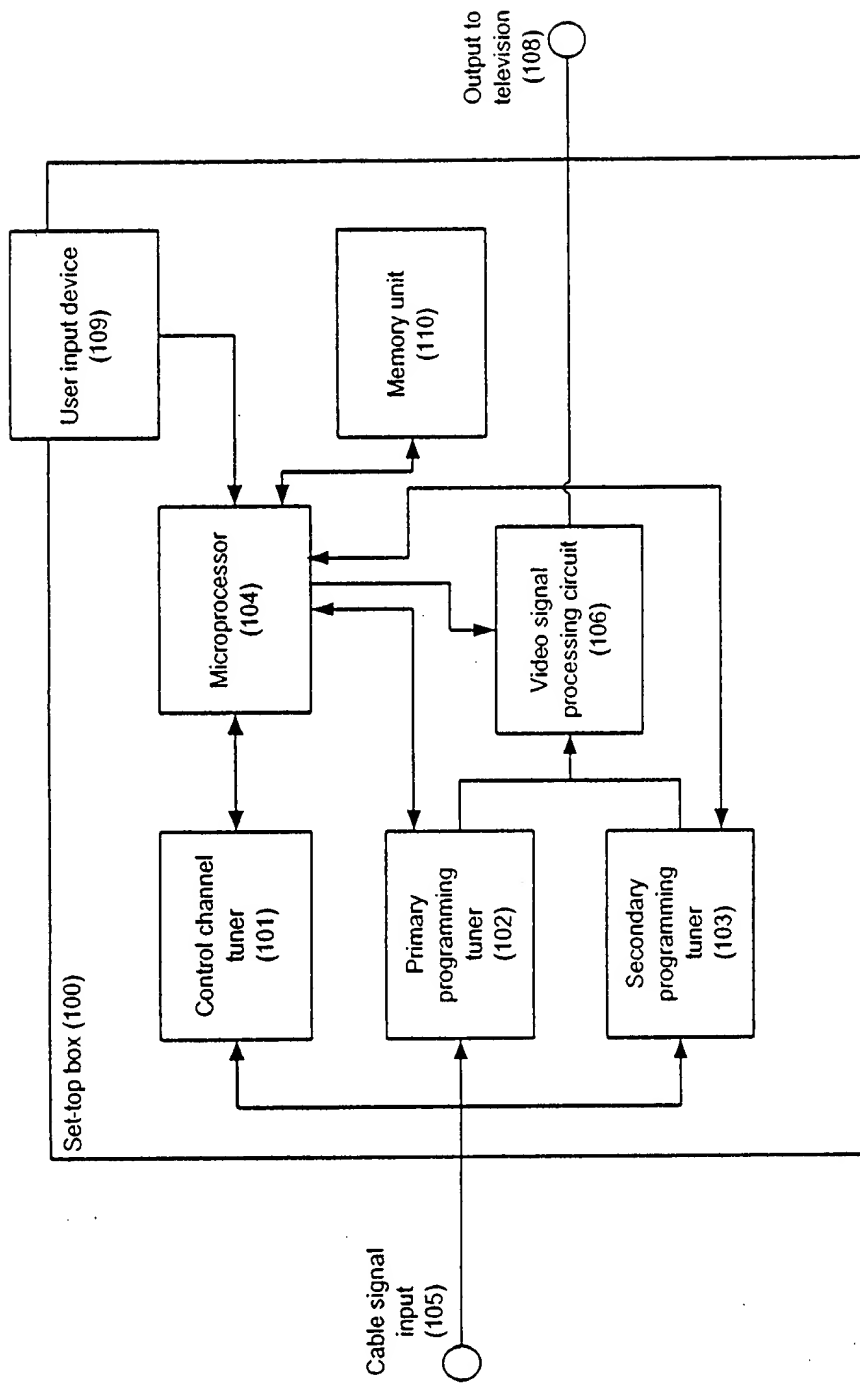 Set-top box (100)
User input device
(109)
Control channel
tuner
(101)
Microprocessor
(104)
Memory unit
(110)
Cable signal
input
(105)
Primary
programming
tuner
(102)
Video signal
processing circuit
(106)
Output to
television
(108)
Secondary
programming
tuner
(103)